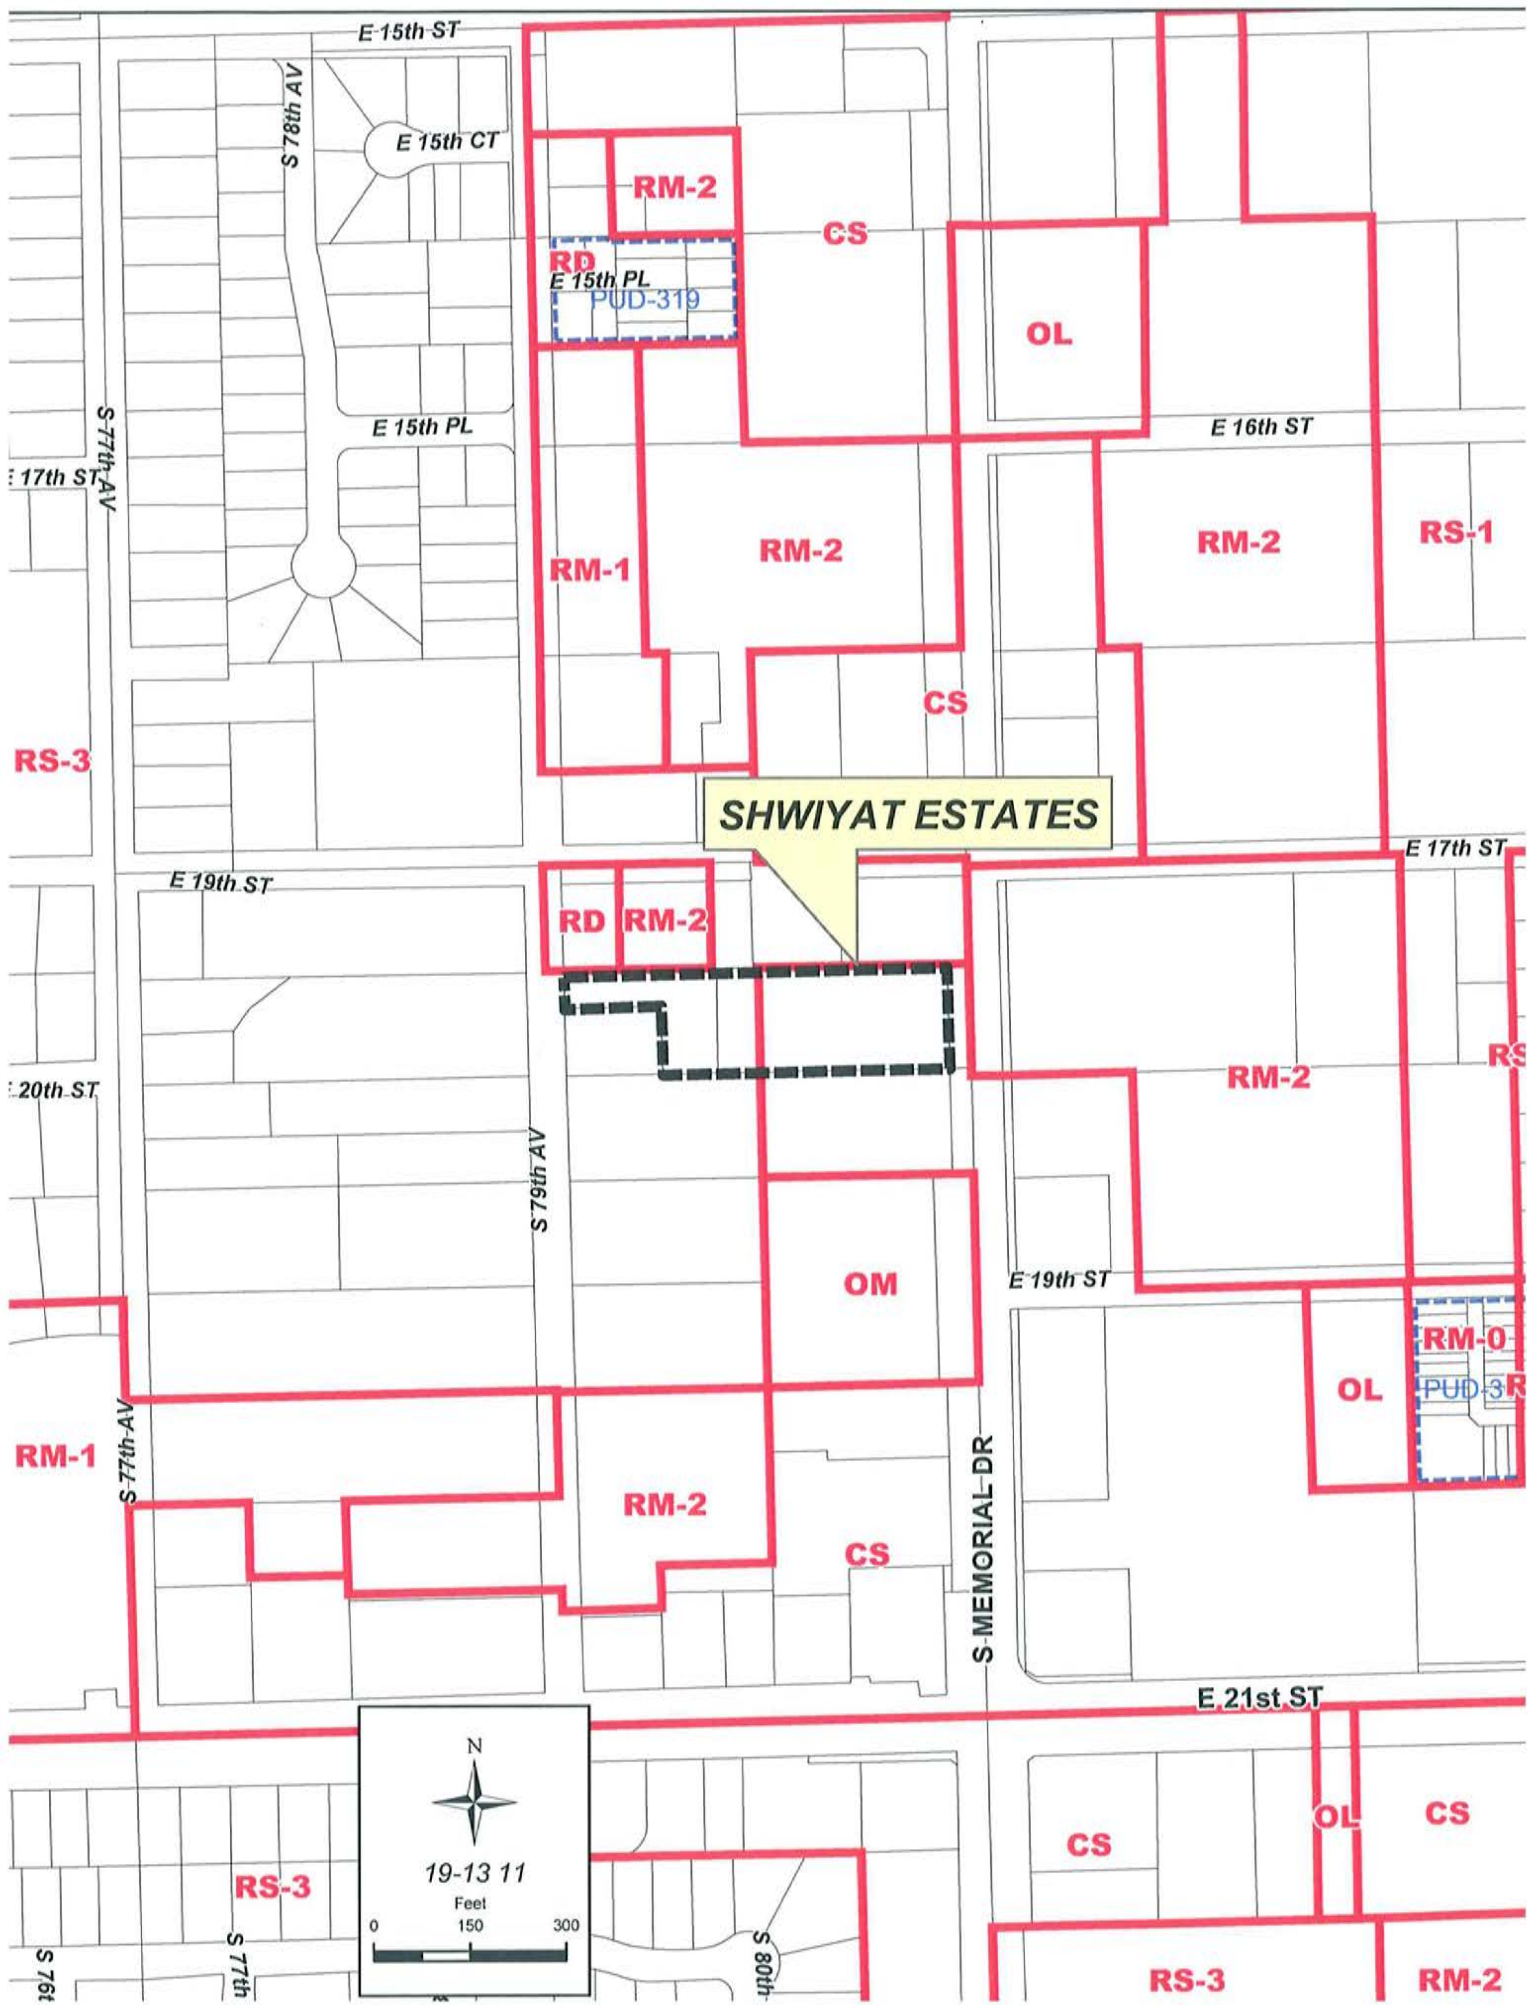 E 15th ST
S 78th AV
E 15th CT
RM-2
CS
RD
E 15th PL
PUD-319
OL
S 77th AV
E 15th PL
E 16th ST
E 17th ST
RM-1
RM-2
RM-2
RS-1
CS
RS-3
SHWIYAT ESTATES
E 17th ST
E 19th ST
RD
RM-2
RS
RM-2
20th ST
S 79th AV
OM
E 19th ST
RM-0
OL
PUD-3
R
RM-1
S 77th AV
RM-2
S MEMORIAL DR
CS
E 21st ST
N
19-13 11
Feet
0 150 300
OL
CS
CS
RS-3
S 76t
S 77th
S 80th
RS-3
RM-2